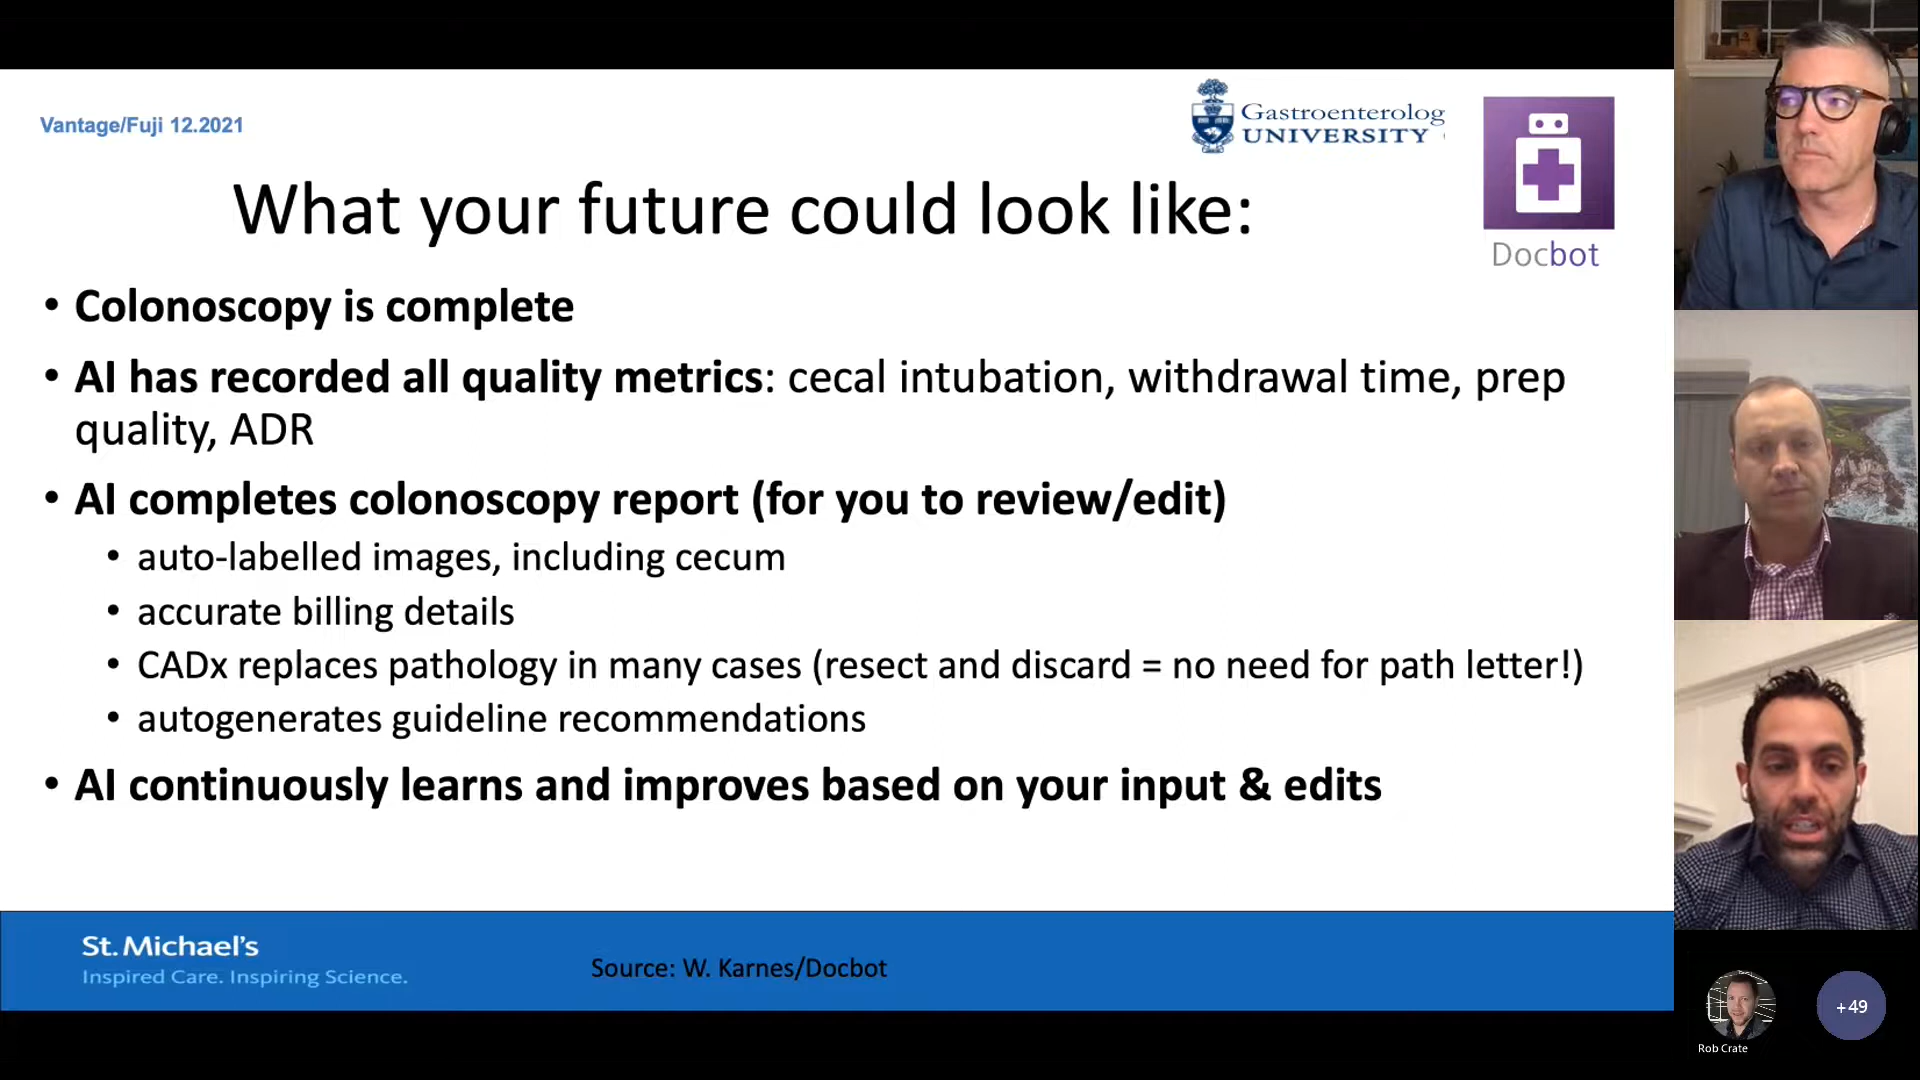 Vantage/Fuji 12.2021
Gastroenterolog
UNIVERSITY
Docbot
What your future could look like:
• Colonoscopy is complete
• AI has recorded all quality metrics: cecal intubation, withdrawal time, prep
quality, ADR
• AI completes colonoscopy report (for you to review/edit)
• auto-labelled images, including cecum
• accurate billing details
• CADx replaces pathology in many cases (resect and discard = no need for path letter!)
• autogenerates guideline recommendations
• AI continuously learns and improves based on your input & edits
St. Michael's
Inspired Care. Inspiring Science.
Source: W. Karnes/Docbot
+49
Rob Crate